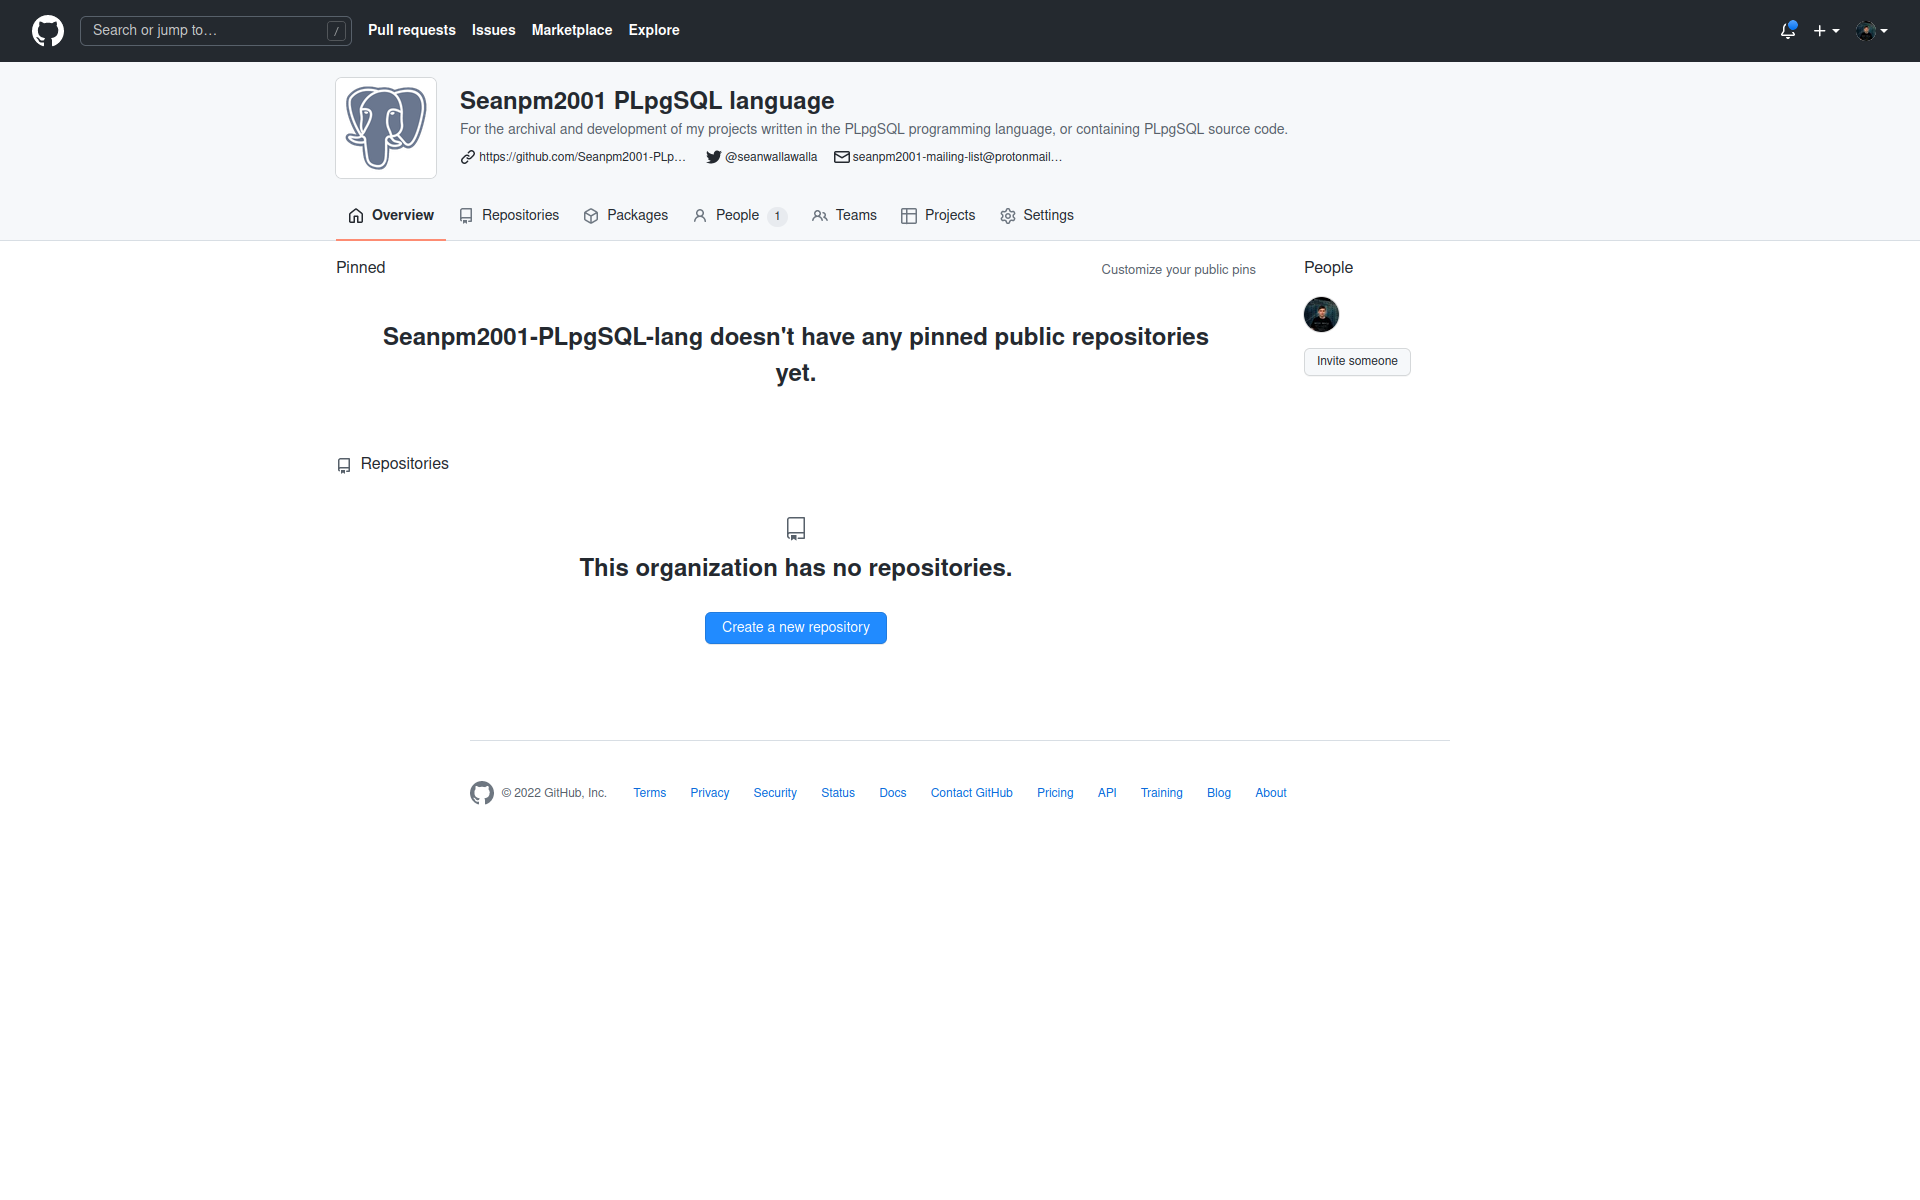 Search or jump to… /
Pull requests Issues Marketplace Explore
Seanpm2001 PLpgSQL language
For the archival and development of my projects written in the PLpgSQL programming language, or containing PLpgSQL source code.
https://github.com/Seanpm2001-PLp… @seanwallawalla seanpm2001-mailing-list@protonmail…
Overview Repositories Packages People 1 Teams Projects Settings
Pinned Customize your public pins
People
Seanpm2001-PLpgSQL-lang doesn't have any pinned public repositories
yet.
Invite someone
Repositories
This organization has no repositories.
Create a new repository
© 2022 GitHub, Inc. Terms Privacy Security Status Docs Contact GitHub Pricing API Training Blog About